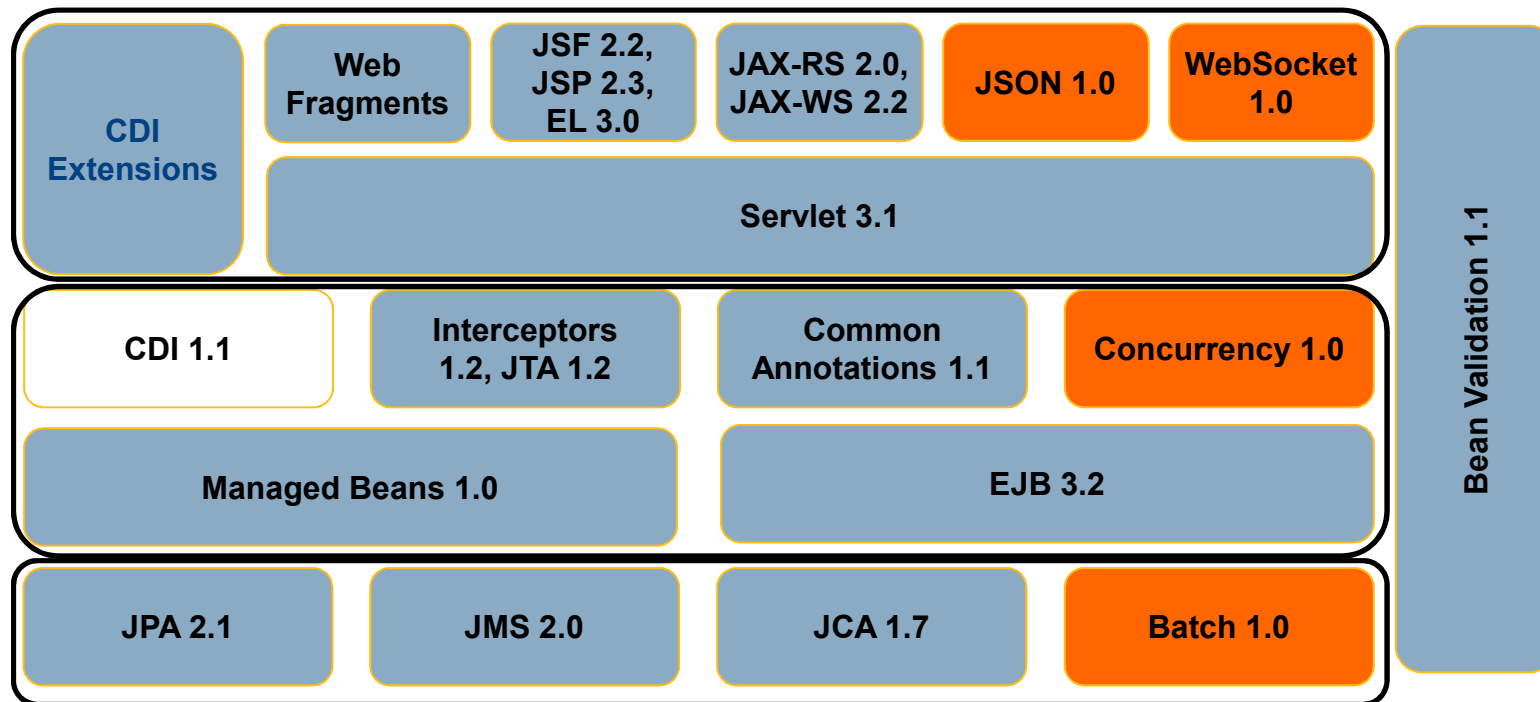 CDI
Extensions
Web
Fragments
JSF 2.2,
JSP 2.3,
EL 3.0
JAX-RS 2.0,
JAX-WS 2.2
JSON 1.0
WebSocket
1.0
Servlet 3.1
CDI 1.1
Interceptors
1.2, JTA 1.2
Common
Annotations 1.1
Concurrency 1.0
Managed Beans 1.0
EJB 3.2
JPA 2.1
JMS 2.0
JCA 1.7
Batch 1.0
Bean Validation 1.1